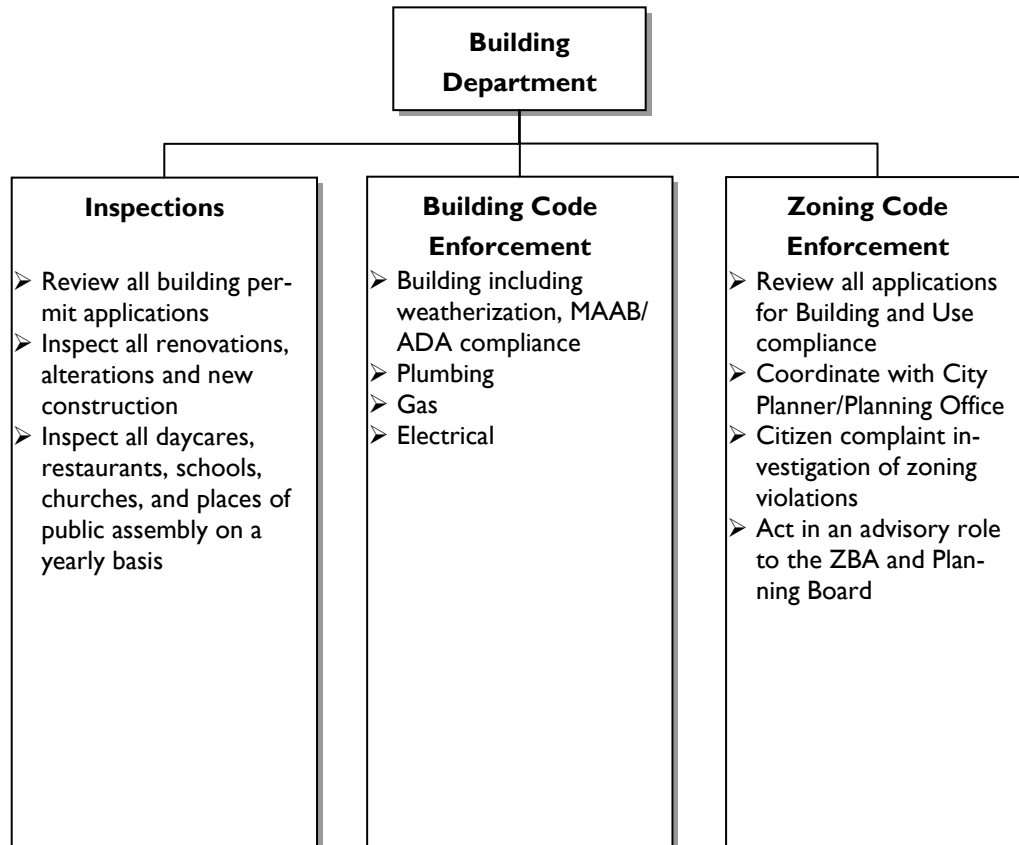 Building
Department
Inspections
➢ Review all building per-
mit applications
➢ Inspect all renovations,
alterations and new
construction
➢ Inspect all daycares,
restaurants, schools,
churches, and places of
public assembly on a
yearly basis
Building Code
Enforcement
➢ Building including
weatherization, MAAB/
ADA compliance
➢ Plumbing
➢ Gas
➢ Electrical
Zoning Code
Enforcement
➢ Review all applications
for Building and Use
compliance
➢ Coordinate with City
Planner/Planning Office
➢ Citizen complaint in-
vestigation of zoning
violations
➢ Act in an advisory role
to the ZBA and Plan-
ning Board